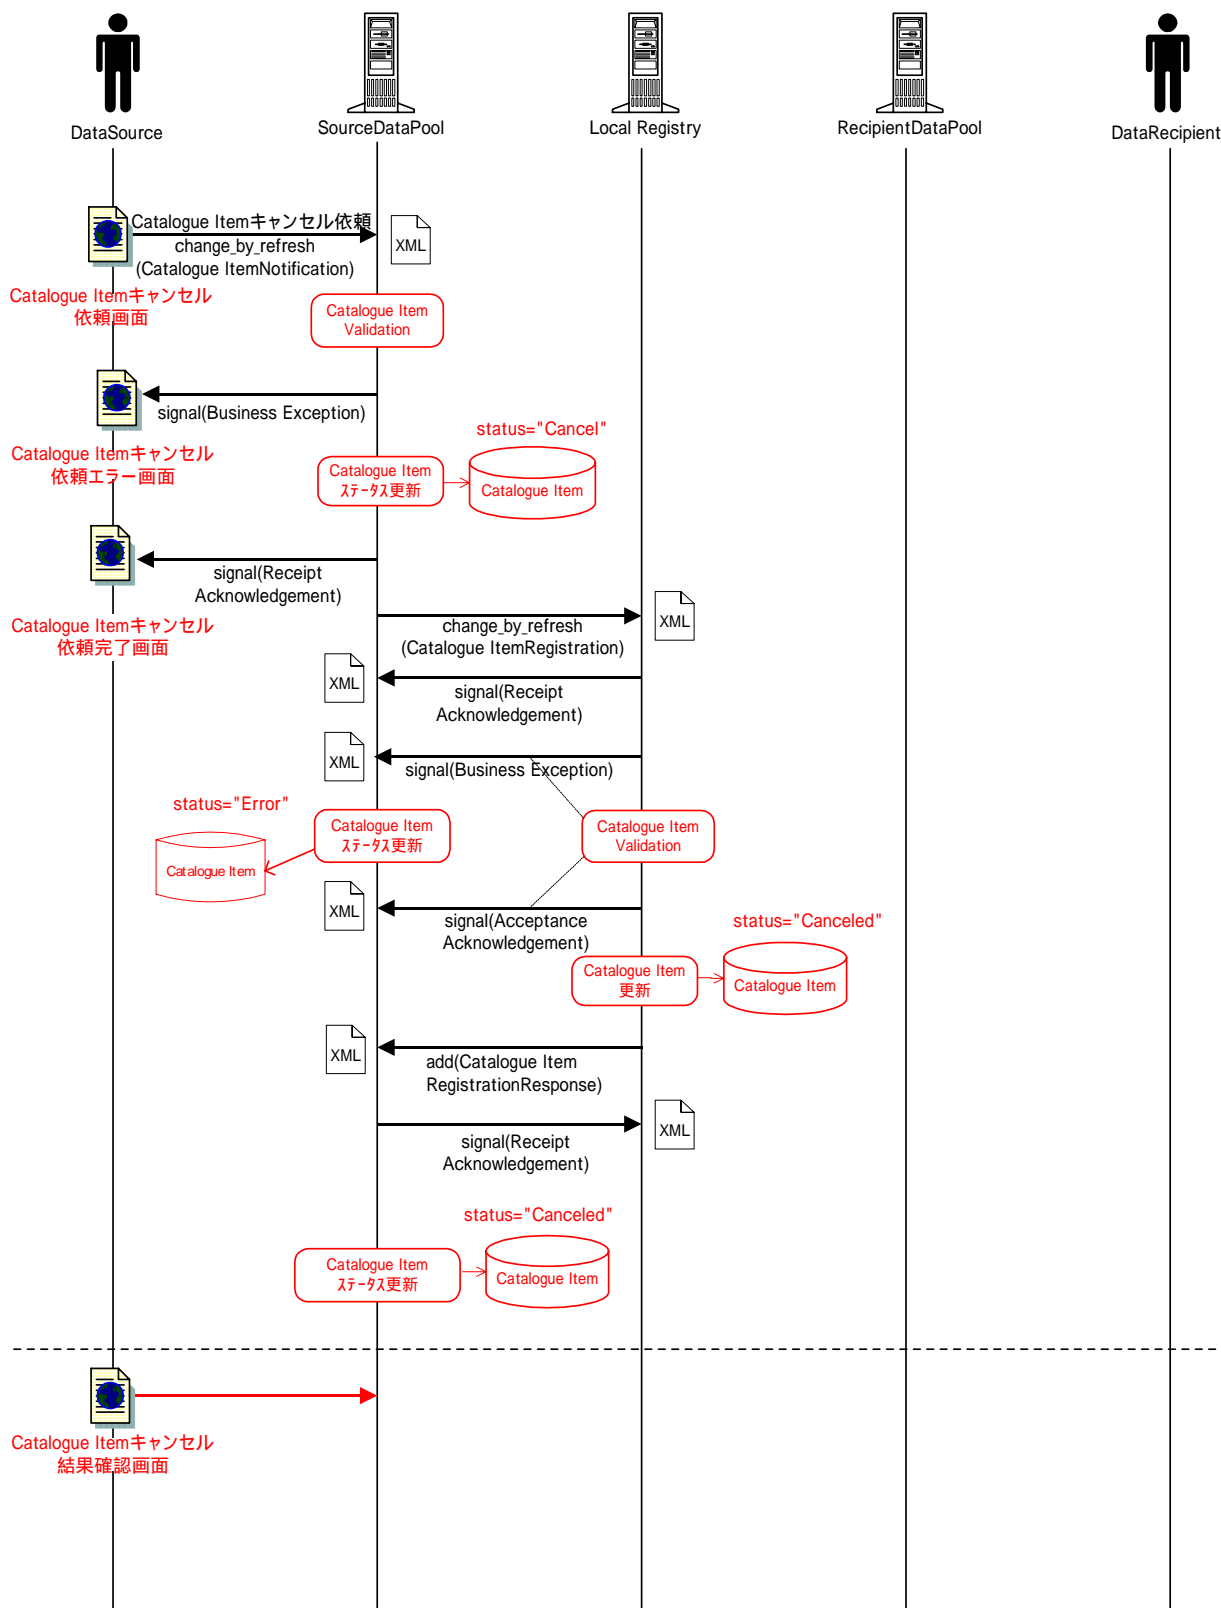 DataSource
SourceDataPool
Local Registry
RecipientDataPool
DataRecipient
Catalogue Itemキャンセル依頼
change_by_refresh
(Catalogue ItemNotification)
XML
Catalogue Itemキャンセル
依頼画面
Catalogue Item
Validation
signal(Business Exception)
Catalogue Itemキャンセル
依頼エラー画面
status="Cancel"
Catalogue Item
ｽﾃｰﾀｽ更新
Catalogue Item
signal(Receipt
Acknowledgement)
Catalogue Itemキャンセル
依頼完了画面
change_by_refresh
(Catalogue ItemRegistration)
XML
XML
signal(Receipt
Acknowledgement)
XML
signal(Business Exception)
status="Error"
Catalogue Item
Catalogue Item
ｽﾃｰﾀｽ更新
Catalogue Item
Validation
XML
signal(Acceptance
Acknowledgement)
status="Canceled"
Catalogue Item
更新
Catalogue Item
XML
add(Catalogue Item
RegistrationResponse)
XML
signal(Receipt
Acknowledgement)
status="Canceled"
Catalogue Item
ｽﾃｰﾀｽ更新
Catalogue Item
Catalogue Itemキャンセル
結果確認画面